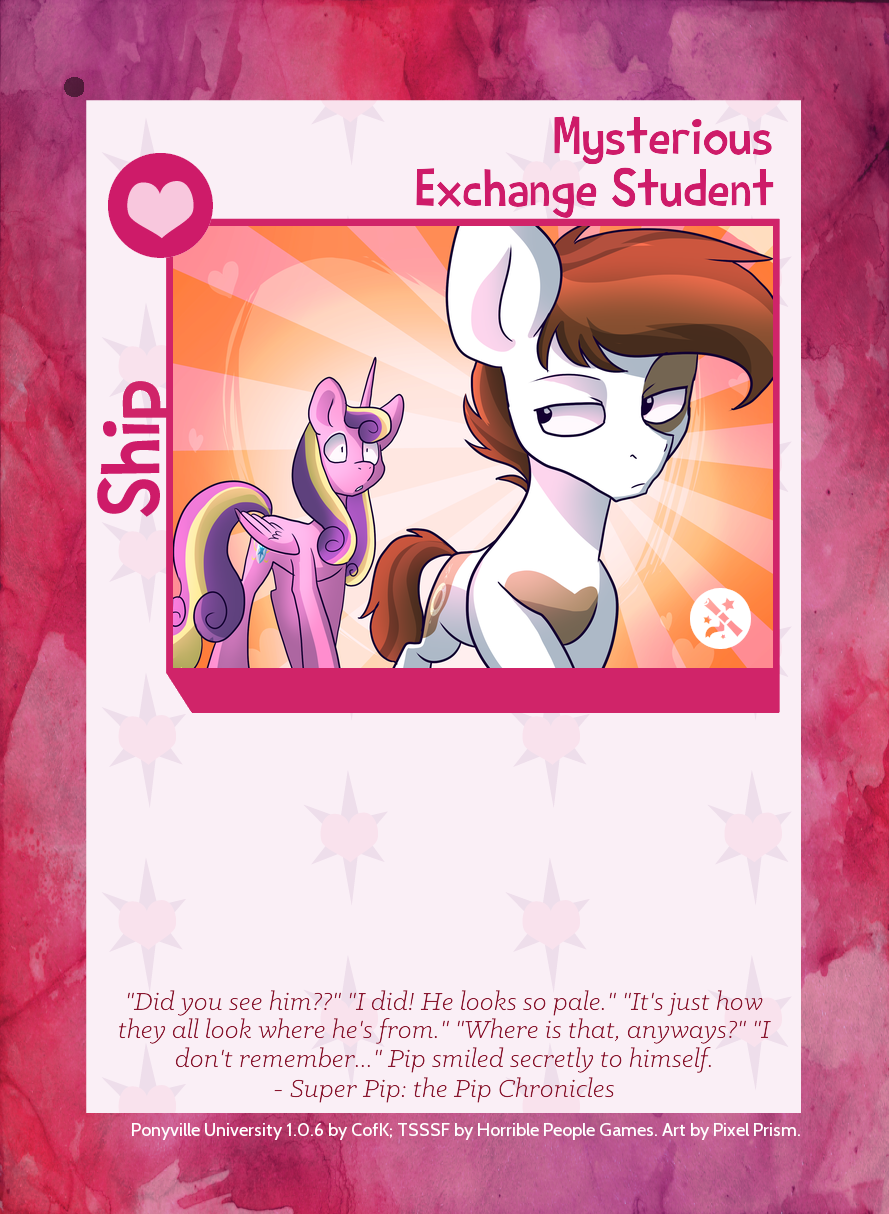 Mysterious
Exchange Student
Ship
"Did you see him??" "I did! He looks so pale." "It's just how
they all look where he's from." "Where is that, anyways?" "I
don't remember..." Pip smiled secretly to himself.
- Super Pip: the Pip Chronicles
Ponyville University 1.0.6 by CofK; TSSSF by Horrible People Games. Art by Pixel Prism.